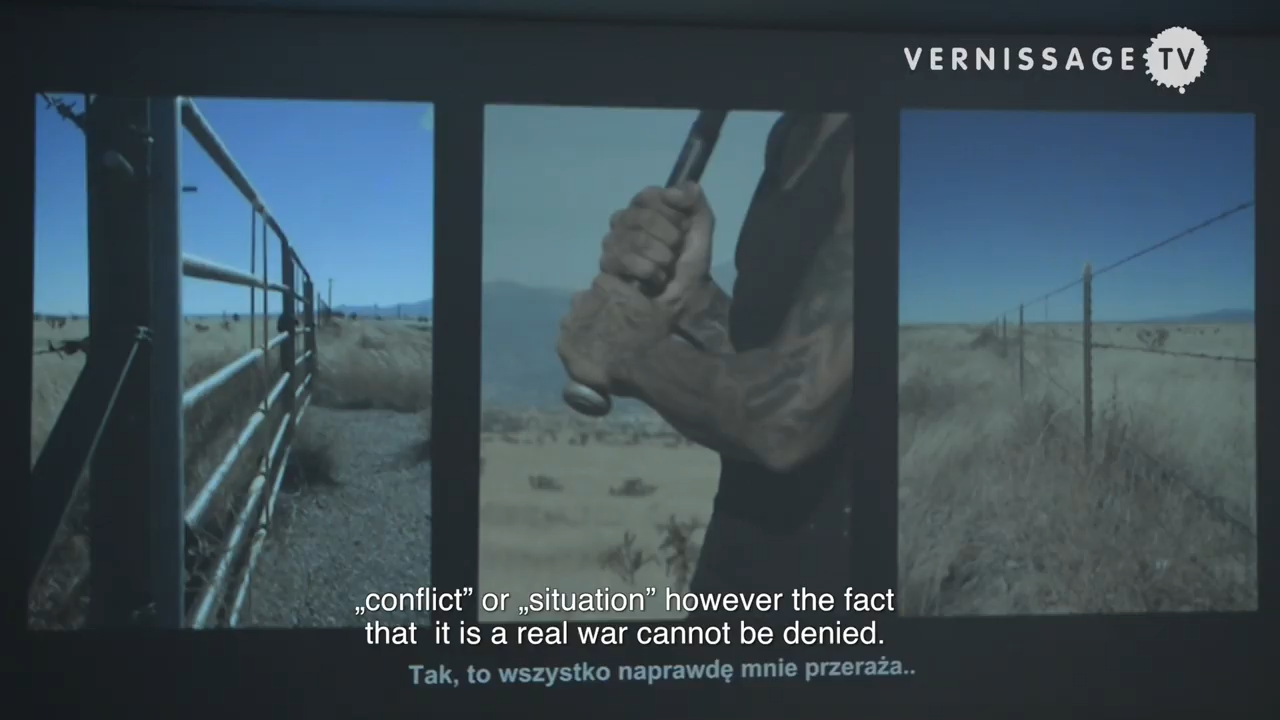 VERNISSAGE TV
„conflict” or „situation” however the fact
that it is a real war cannot be denied.
Tak, to wszystko naprawdę mnie przeraża..